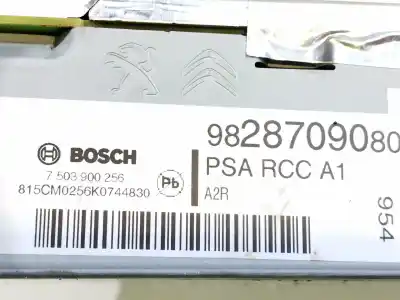 BOSCH
7 503 900 256
815CM0256K0744830
Pb
9828709080
PSA RCC A1
A2R
954